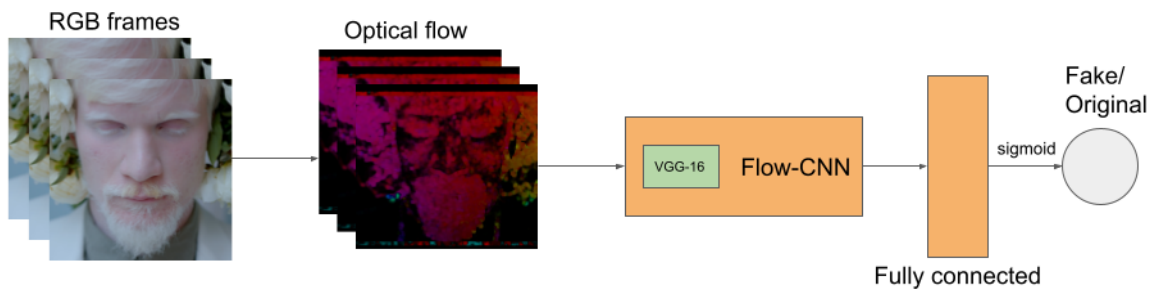 RGB frames
Optical flow
VGG-16
Flow-CNN
Fully connected
sigmoid
Fake/
Original